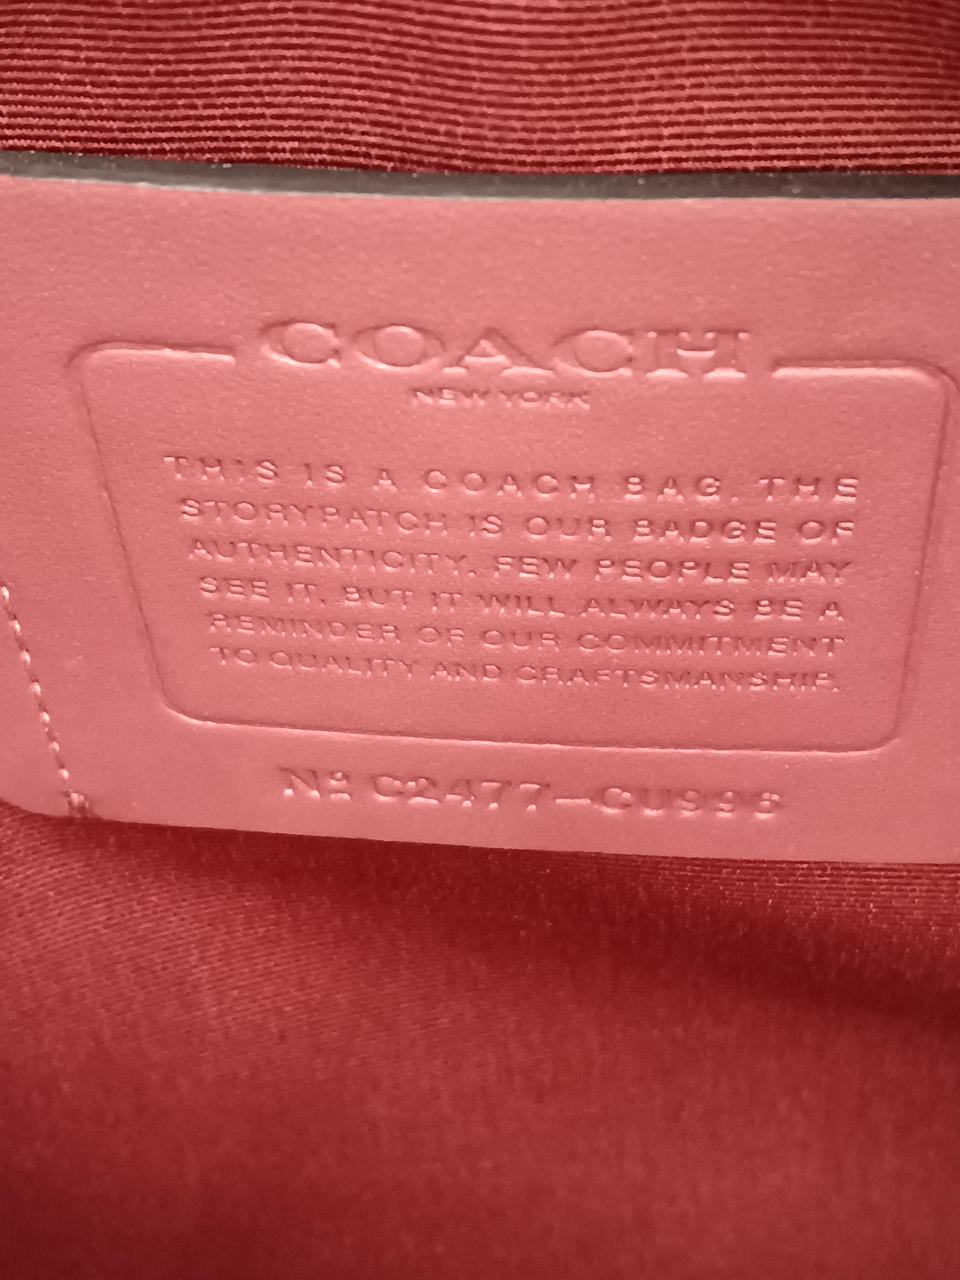 COACH
NEW YORK
THIS IS A COACH BAG. THE
STORYPATCH IS OUR BADGE OF
AUTHENTICITY. FEW PEOPLE MAY
SEE IT, BUT IT WILL ALWAYS BE A
REMINDER OF OUR COMMITMENT
TO QUALITY AND CRAFTSMANSHIP.
Nº C2477-CU996